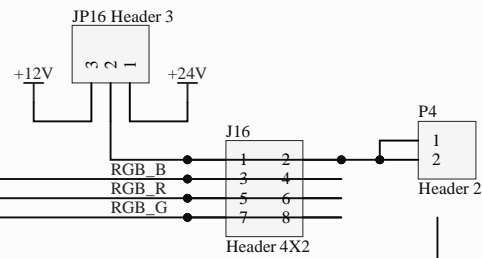 JP16 Header 3
3 2 1
+12V +24V
J16
P4
1 2
RGB_B 3 4
RGB_R 5 6
RGB_G 7 8
1
2
Header 2
Header 4X2